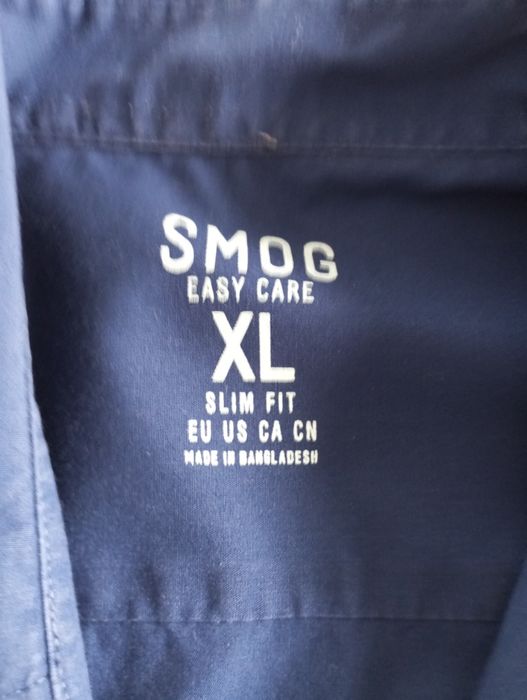 SMOG
EASY CARE
XL
SLIM FIT
EU US CA CN
MADE IN BANGLADESH